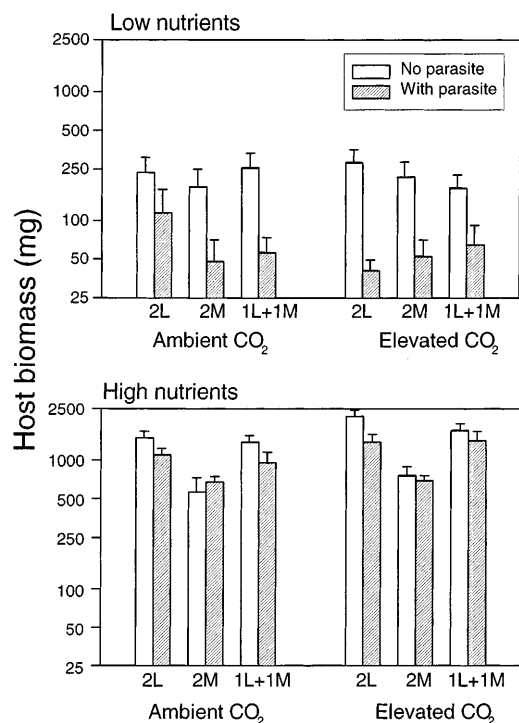 Low nutrients
2500
1000
500
250
100
50
25
No parasite
With parasite
2L 2M 1L+1M 2L 2M 1L+1M
Ambient CO₂ Elevated CO₂
Host biomass (mg)
High nutrients
2500
1000
500
250
100
50
25
2L 2M 1L+1M 2L 2M 1L+1M
Ambient CO₂ Elevated CO₂